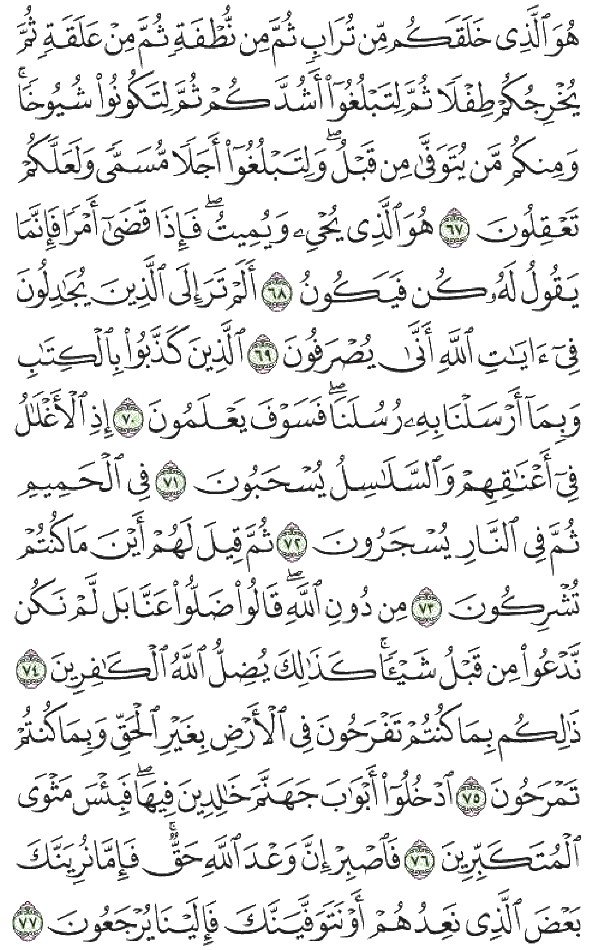 هُوَ ٱلَّذِى خَلَقَكُم مِّن تُرَابٍ ثُمَّ مِن نُّطْفَةٍ ثُمَّ مِنْ عَلَقَةٍ ثُمَّ
يُخْرِجُكُمْ طِفْلًا ثُمَّ لِتَبْلُغُوٓا۟ أَشُدَّكُمْ ثُمَّ لِتَكُونُوا۟ شُيُوخًا ۚ
وَمِنكُم مَّن يُتَوَفَّىٰ مِن قَبْلُ ۖ وَلِتَبْلُغُوٓا۟ أَجَلًا مُّسَمًّى وَلَعَلَّكُمْ
تَعْقِلُونَ ٦٧ هُوَ ٱلَّذِى يُحْىِۦ وَيُمِيتُ ۖ فَإِذَا قَضَىٰٓ أَمْرًا فَإِنَّمَا
يَقُولُ لَهُۥ كُن فَيَكُونُ ٦٨ أَلَمْ تَرَ إِلَى ٱلَّذِينَ يُجَٰدِلُونَ
فِىٓ ءَايَٰتِ ٱللَّهِ أَنَّىٰ يُصْرَفُونَ ٦٩ ٱلَّذِينَ كَذَّبُوا۟ بِٱلْكِتَٰبِ
وَبِمَآ أَرْسَلْنَا بِهِۦ رُسُلَنَا ۖ فَسَوْفَ يَعْلَمُونَ ٧٠ إِذِ ٱلْأَغْلَٰلُ
فِىٓ أَعْنَٰقِهِمْ وَٱلسَّلَٰسِلُ يُسْحَبُونَ ٧١ فِى ٱلْحَمِيمِ
ثُمَّ فِى ٱلنَّارِ يُسْجَرُونَ ٧٢ ثُمَّ قِيلَ لَهُمْ أَيْنَ مَا كُنتُمْ
تُشْرِكُونَ ٧٣ مِن دُونِ ٱللَّهِ ۖ قَالُوا۟ ضَلُّوا۟ عَنَّا بَل لَّمْ نَكُن
نَّدْعُوا۟ مِن قَبْلُ شَيْـًٔا ۚ كَذَٰلِكَ يُضِلُّ ٱللَّهُ ٱلْكَٰفِرِينَ ٧٤
ذَٰلِكُم بِمَا كُنتُمْ تَفْرَحُونَ فِى ٱلْأَرْضِ بِغَيْرِ ٱلْحَقِّ وَبِمَا كُنتُمْ
تَمْرَحُونَ ٧٥ ٱدْخُلُوٓا۟ أَبْوَٰبَ جَهَنَّمَ خَٰلِدِينَ فِيهَا ۖ فَبِئْسَ مَثْوَى
ٱلْمُتَكَبِّرِينَ ٧٦ فَٱصْبِرْ إِنَّ وَعْدَ ٱللَّهِ حَقٌّ ۚ فَإِمَّا نُرِيَنَّكَ
بَعْضَ ٱلَّذِى نَعِدُهُمْ أَوْ نَتَوَفَّيَنَّكَ فَإِلَيْنَا يُرْجَعُونَ ٧٧